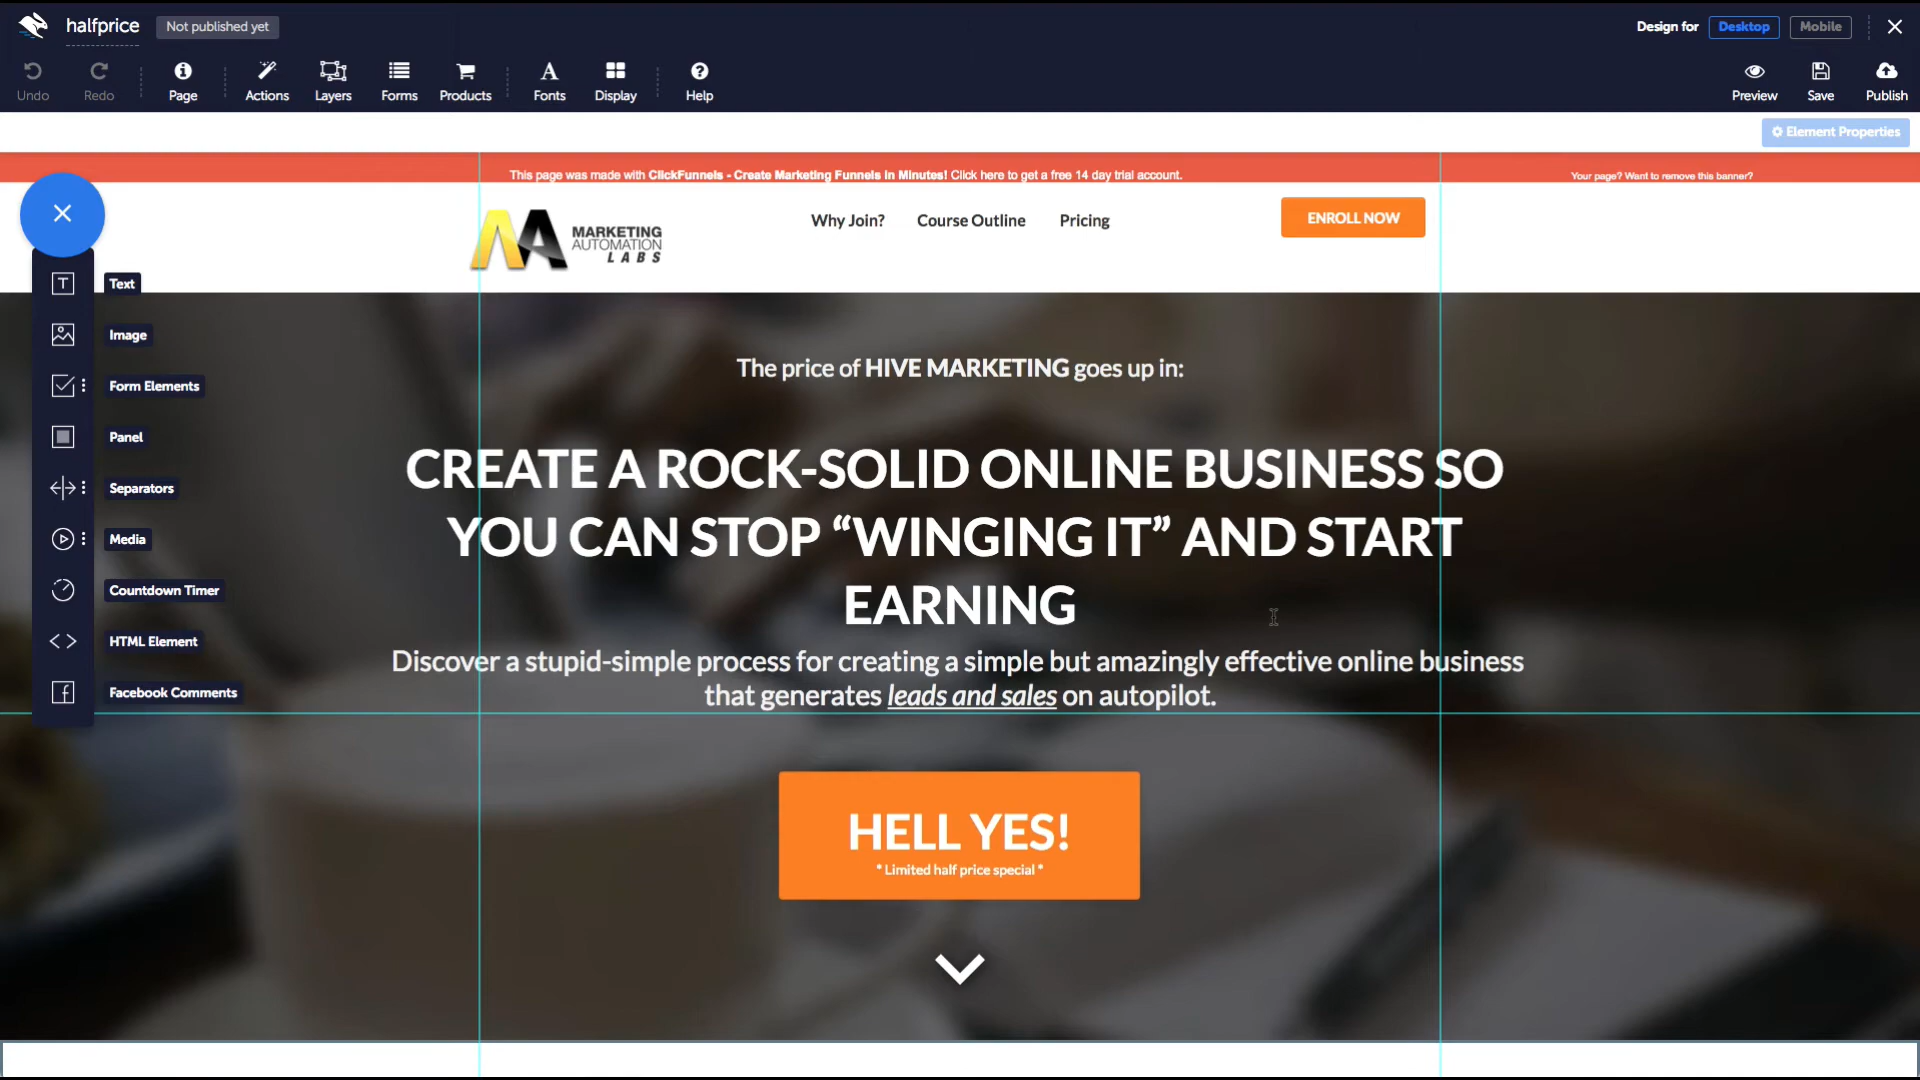 halfprice
Not published yet
Design for
Desktop
Mobile
Undo
Redo
Page
Actions
Layers
Forms
Products
Fonts
Display
Help
Preview
Save
Publish
Element Properties
This page was made with ClickFunnels - Create Marketing Funnels in Minutes! Click here to get a free 14 day trial account.
Your page? Want to remove this banner?
MARKETING
AUTOMATION
LABS
Why Join?
Course Outline
Pricing
ENROLL NOW
Text
Image
Form Elements
Panel
Separators
Media
Countdown Timer
HTML Element
Facebook Comments
The price of HIVE MARKETING goes up in:
CREATE A ROCK-SOLID ONLINE BUSINESS SO
YOU CAN STOP “WINGING IT” AND START
EARNING
Discover a stupid-simple process for creating a simple but amazingly effective online business
that generates leads and sales on autopilot.
HELL YES!
* Limited half price special *